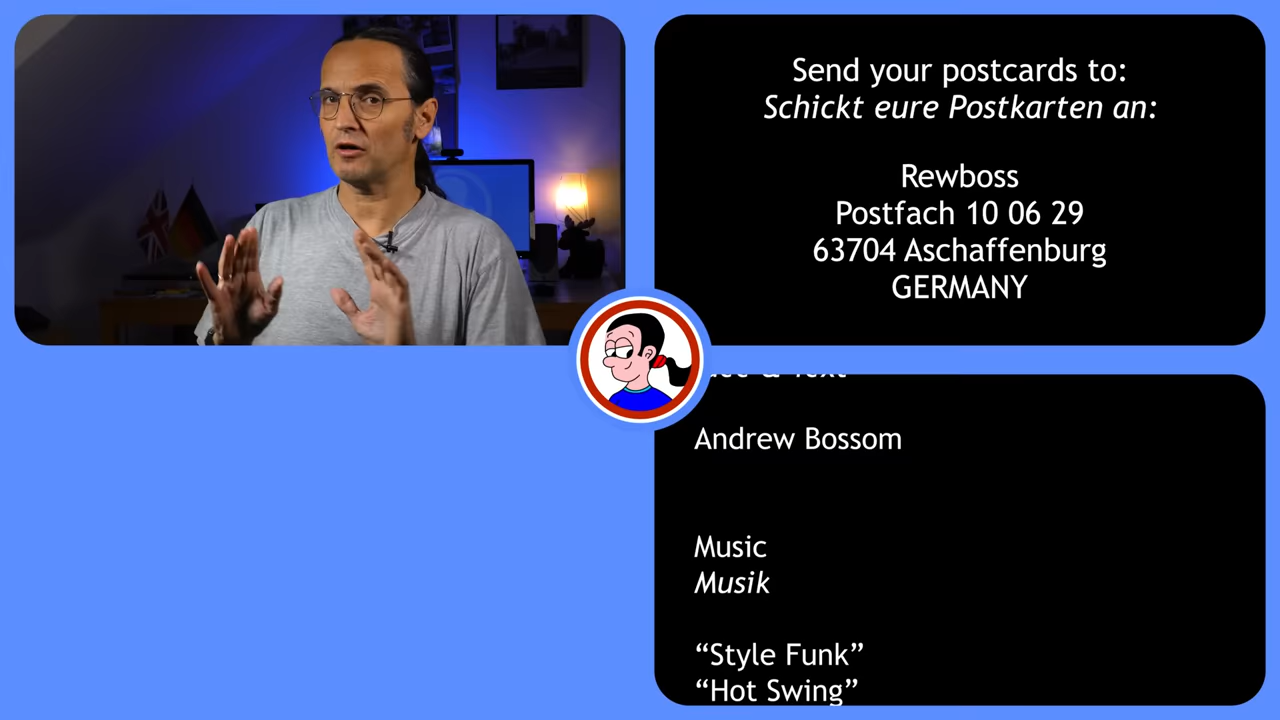 Send your postcards to:
Schickt eure Postkarten an:
Rewboss
Postfach 10 06 29
63704 Aschaffenburg
GERMANY
& Text
Andrew Bossom
Music
Musik
“Style Funk”
“Hot Swing”